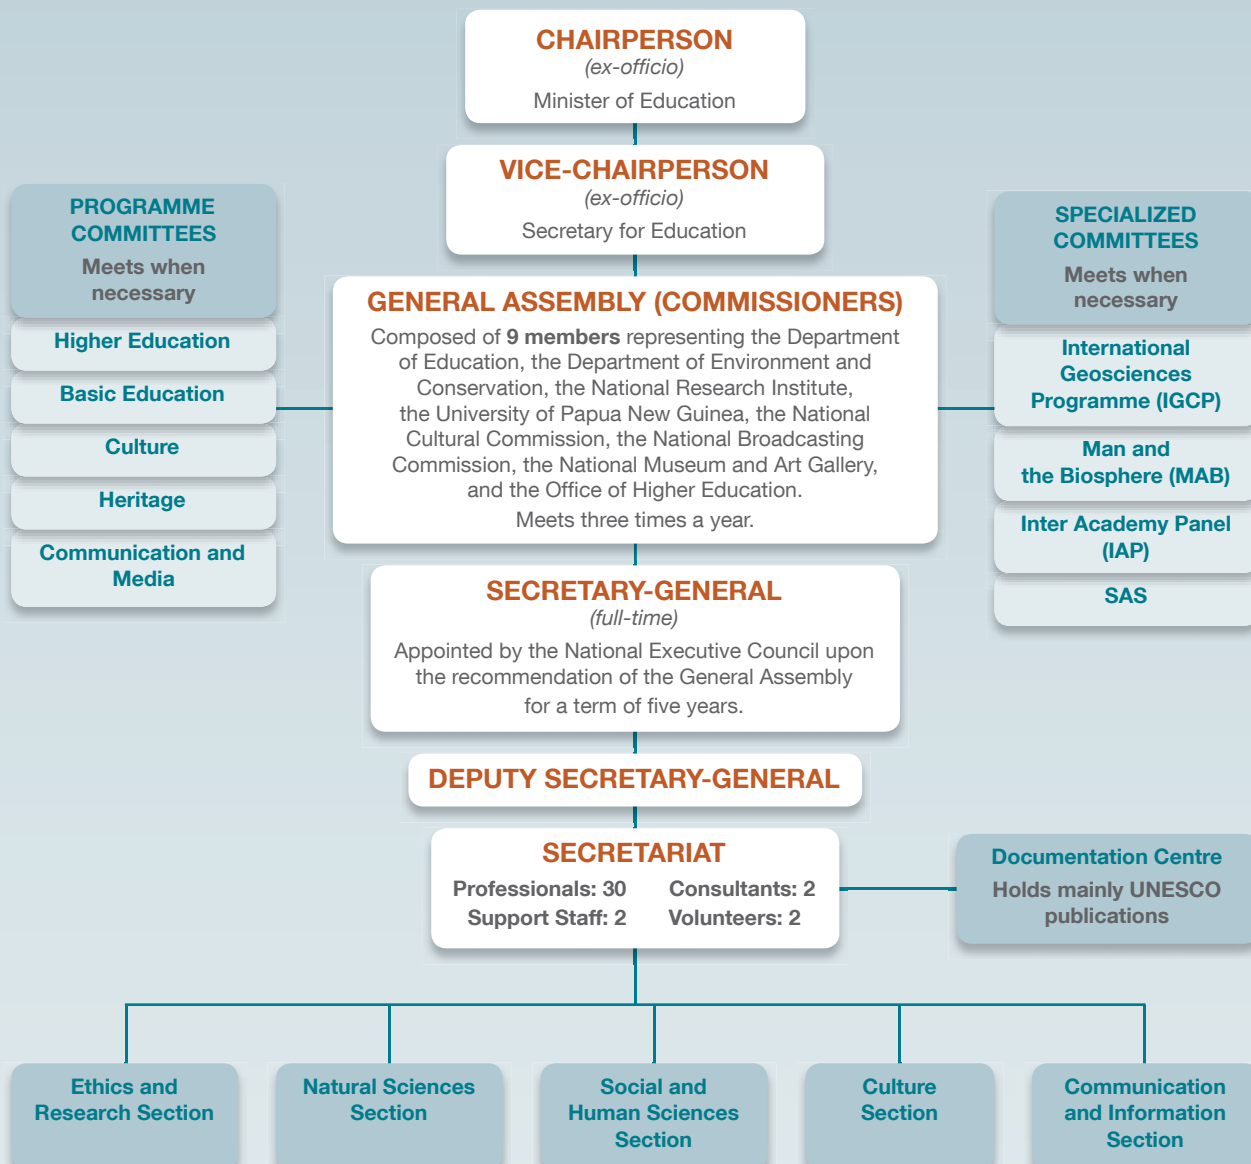 CHAIRPERSON
(ex-officio)
Minister of Education
VICE-CHAIRPERSON
(ex-officio)
Secretary for Education
PROGRAMME
COMMITTEES
Meets when
necessary
Higher Education
Basic Education
Culture
Heritage
Communication and
Media
GENERAL ASSEMBLY (COMMISSIONERS)
Composed of 9 members representing the Department
of Education, the Department of Environment and
Conservation, the National Research Institute,
the University of Papua New Guinea, the National
Cultural Commission, the National Broadcasting
Commission, the National Museum and Art Gallery,
and the Office of Higher Education.
Meets three times a year.
SPECIALIZED
COMMITTEES
Meets when
necessary
International
Geosciences
Programme (IGCP)
Man and
the Biosphere (MAB)
Inter Academy Panel
(IAP)
SAS
SECRETARY-GENERAL
(full-time)
Appointed by the National Executive Council upon
the recommendation of the General Assembly
for a term of five years.
DEPUTY SECRETARY-GENERAL
SECRETARIAT
Professionals: 30 Consultants: 2
Support Staff: 2 Volunteers: 2
Documentation Centre
Holds mainly UNESCO
publications
Ethics and
Research Section
Natural Sciences
Section
Social and
Human Sciences
Section
Culture
Section
Communication
and Information
Section